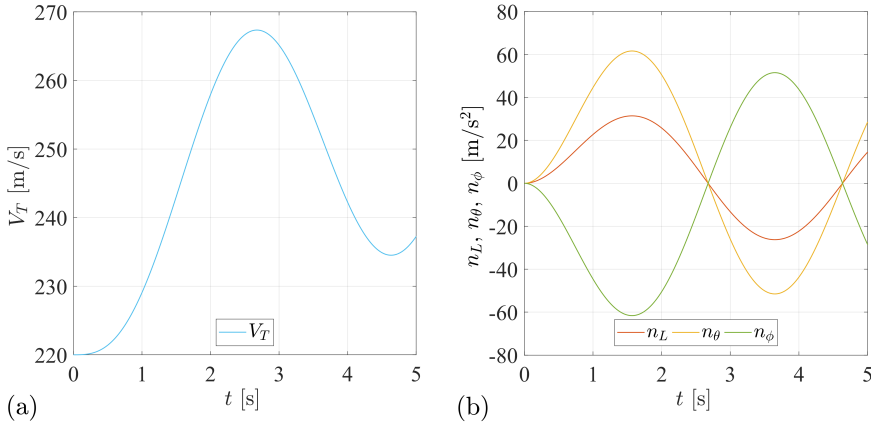 270
260
250
240
230
220
V_T [m/s]
0 1 2 3 4 5
t [s]
V_T
(a)
80
60
40
20
0
-20
-40
-60
-80
n_L, n_θ, n_ϕ [m/s²]
0 1 2 3 4 5
t [s]
n_L n_θ n_ϕ
(b)